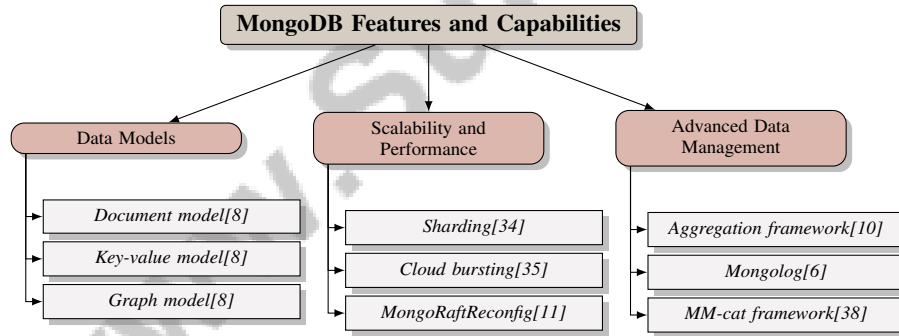 MongoDB Features and Capabilities
Data Models
Document model[8]
Key-value model[8]
Graph model[8]
Scalability and
Performance
Sharding[34]
Cloud bursting[35]
MongoRaftReconfig[11]
Advanced Data
Management
Aggregation framework[10]
Mongolog[6]
MM-cat framework[38]